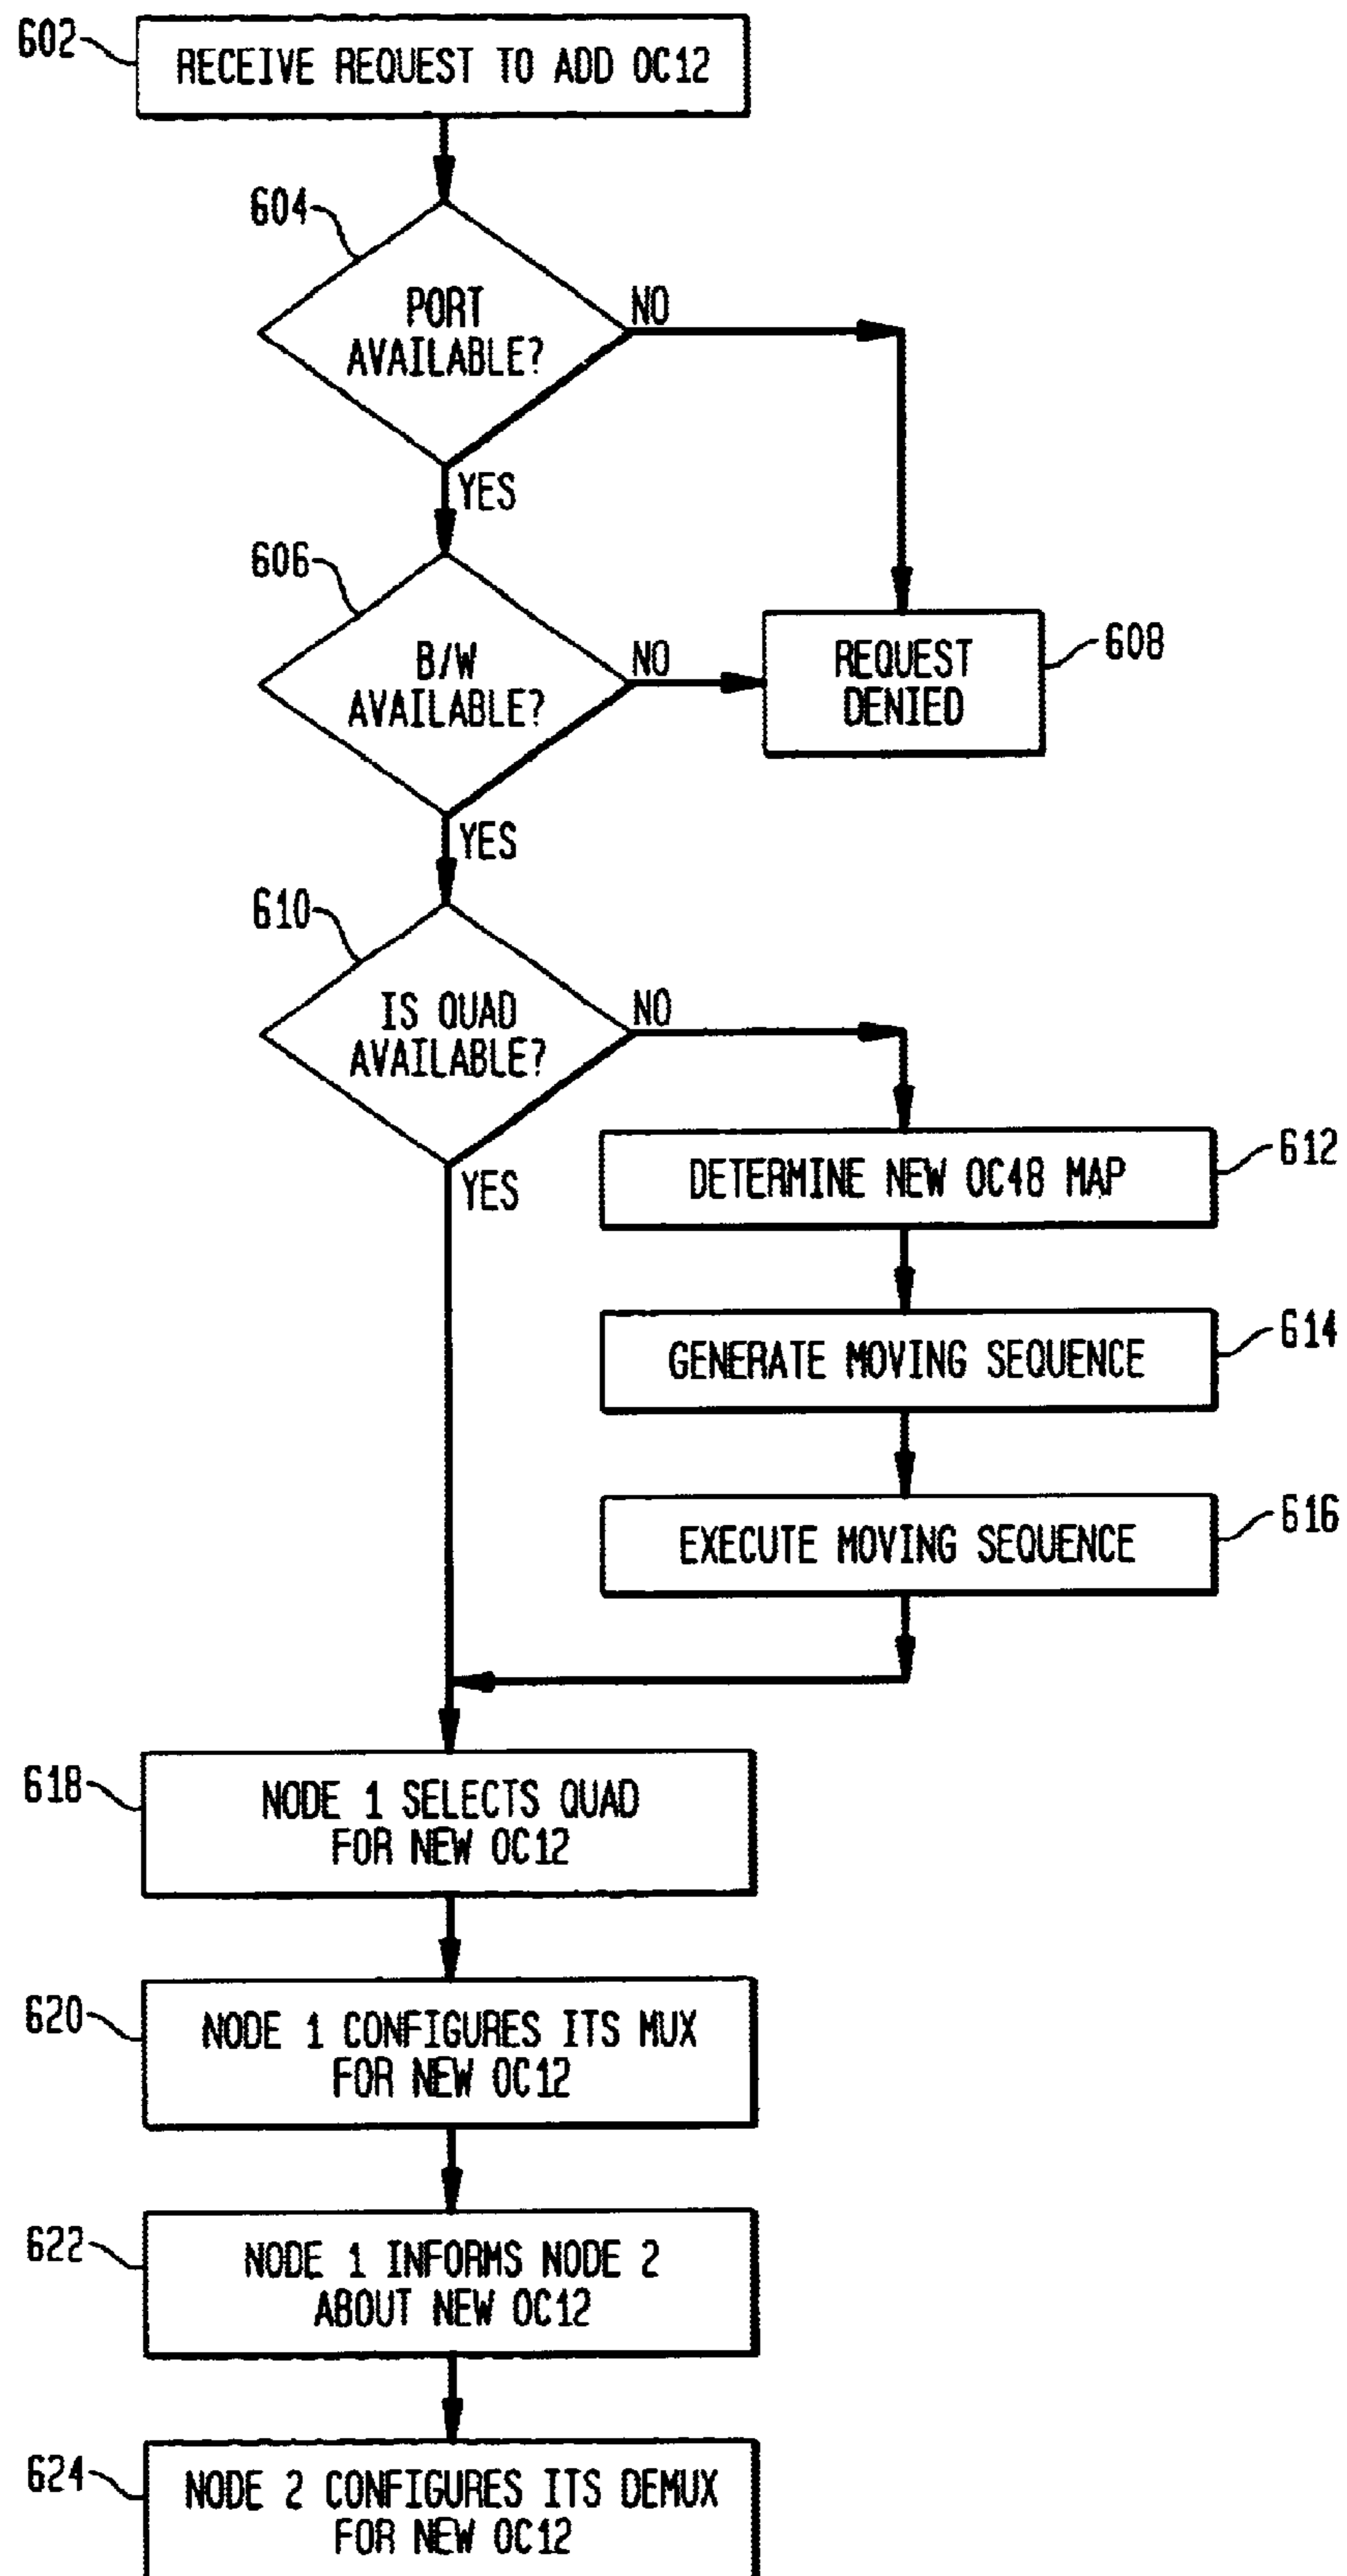 602
RECEIVE REQUEST TO ADD OC12
604
PORT
AVAILABLE?
NO
YES
606
B/W
AVAILABLE?
NO
608
REQUEST
DENIED
YES
610
IS QUAD
AVAILABLE?
NO
YES
612
DETERMINE NEW OC48 MAP
614
GENERATE MOVING SEQUENCE
616
EXECUTE MOVING SEQUENCE
618
NODE 1 SELECTS QUAD
FOR NEW OC12
620
NODE 1 CONFIGURES ITS MUX
FOR NEW OC12
622
NODE 1 INFORMS NODE 2
ABOUT NEW OC12
624
NODE 2 CONFIGURES ITS DEMUX
FOR NEW OC12